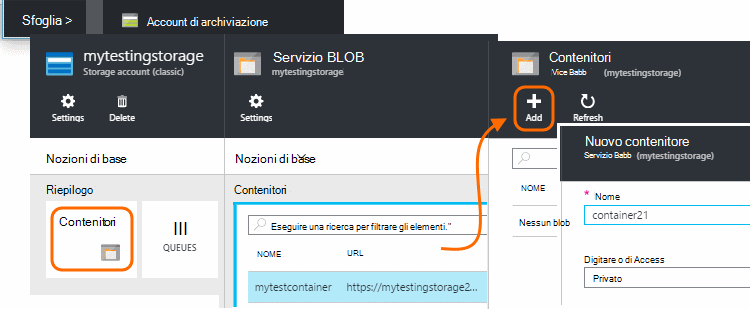 Sfoglia >
Account di archiviazione
mytestingstorage
Storage account (classic)
Settings
Delete
Nozioni di base
Riepilogo
Contenitori
III
QUEUES
Servizio BLOB
mytestingstorage
Settings
Nozioni di base
Contenitori
Eseguire una ricerca per filtrare gli elementi."
NOME
URL
mytestcontainer
https://mytestingstorage2...
Contenitori
Vice Babb (mytestingstorage)
Add
Refresh
NOME
Nessun blob
Nuovo contenitore
Servizio Babb (mytestingstorage)
* Nome
container21
Digitare o di Access
Privato